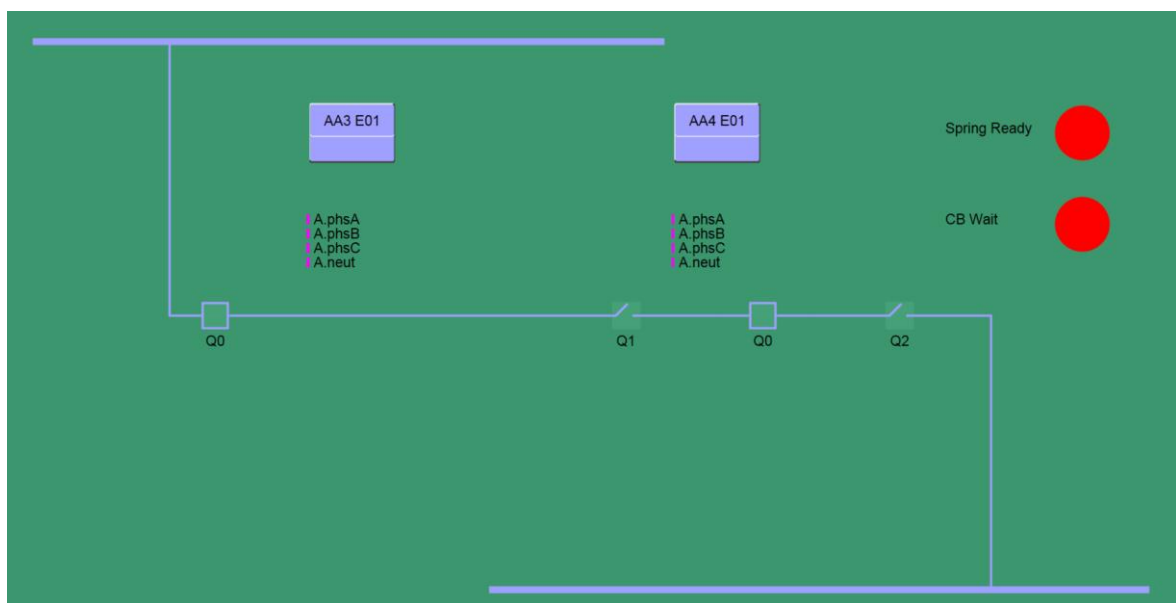 AA3 E01
AA4 E01
Spring Ready
A.phsA
A.phsB
A.phsC
A.neut
A.phsA
A.phsB
A.phsC
A.neut
CB Wait
Q0
Q1
Q0
Q2